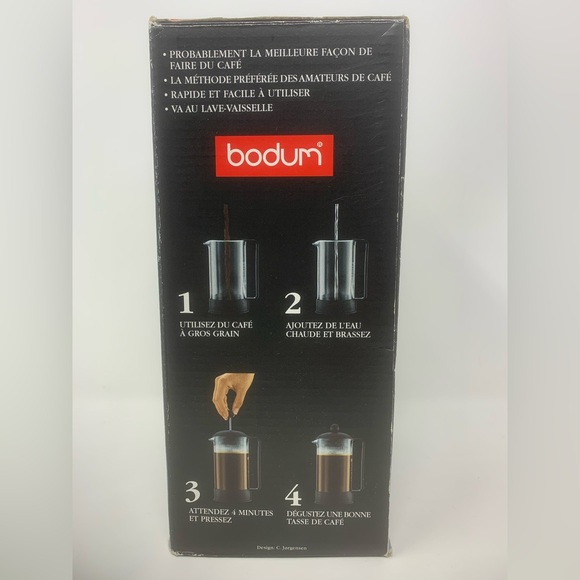 • PROBABLEMENT LA MEILLEURE FAÇON DE
FAIRE DU CAFÉ
• LA MÉTHODE PRÉFÉRÉE DES AMATEURS DE CAFÉ
• RAPIDE ET FACILE À UTILISER
• VA AU LAVE-VAISSELLE
bodum®
1
UTILISEZ DU CAFÉ
À GROS GRAIN
2
AJOUTEZ DE L'EAU
CHAUDE ET BRASSEZ
3
ATTENDEZ 4 MINUTES
ET PRESSEZ
4
DÉGUSTEZ UNE BONNE
TASSE DE CAFÉ
Design: C. Jørgensen